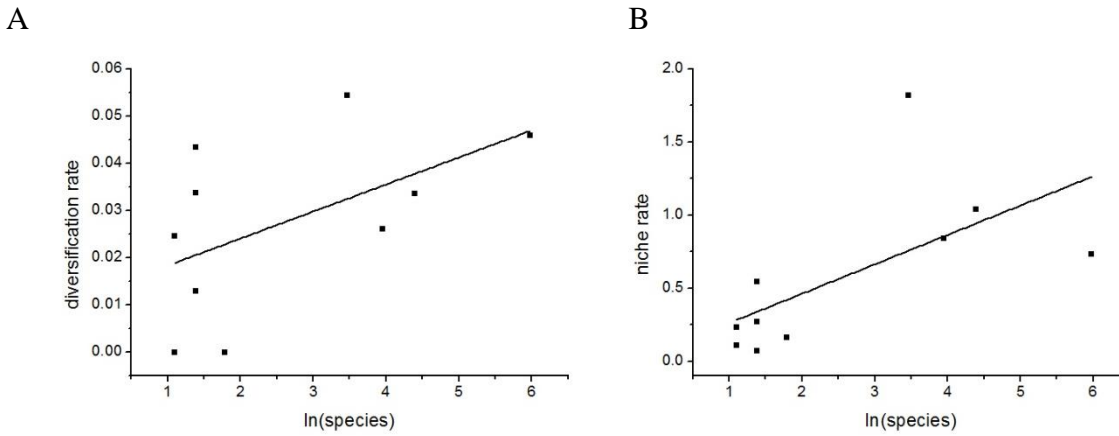 A
B
0.06
0.05
0.04
0.03
0.02
0.01
0.00
diversification rate
1 2 3 4 5 6
ln(species)
2.0
1.5
1.0
0.5
0.0
niche rate
1 2 3 4 5 6
ln(species)